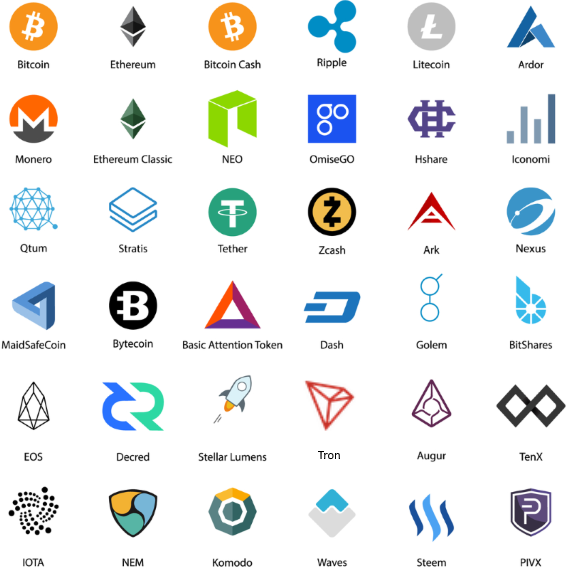 Bitcoin Ethereum Bitcoin Cash Ripple Litecoin Ardor
Monero Ethereum Classic NEO OmiseGO Hshare Iconomi
Qtum Stratis Tether Zcash Ark Nexus
MaidSafeCoin Bytecoin Basic Attention Token Dash Golem BitShares
EOS Decred Stellar Lumens Tron Augur TenX
IOTA NEM Komodo Waves Steem PIVX